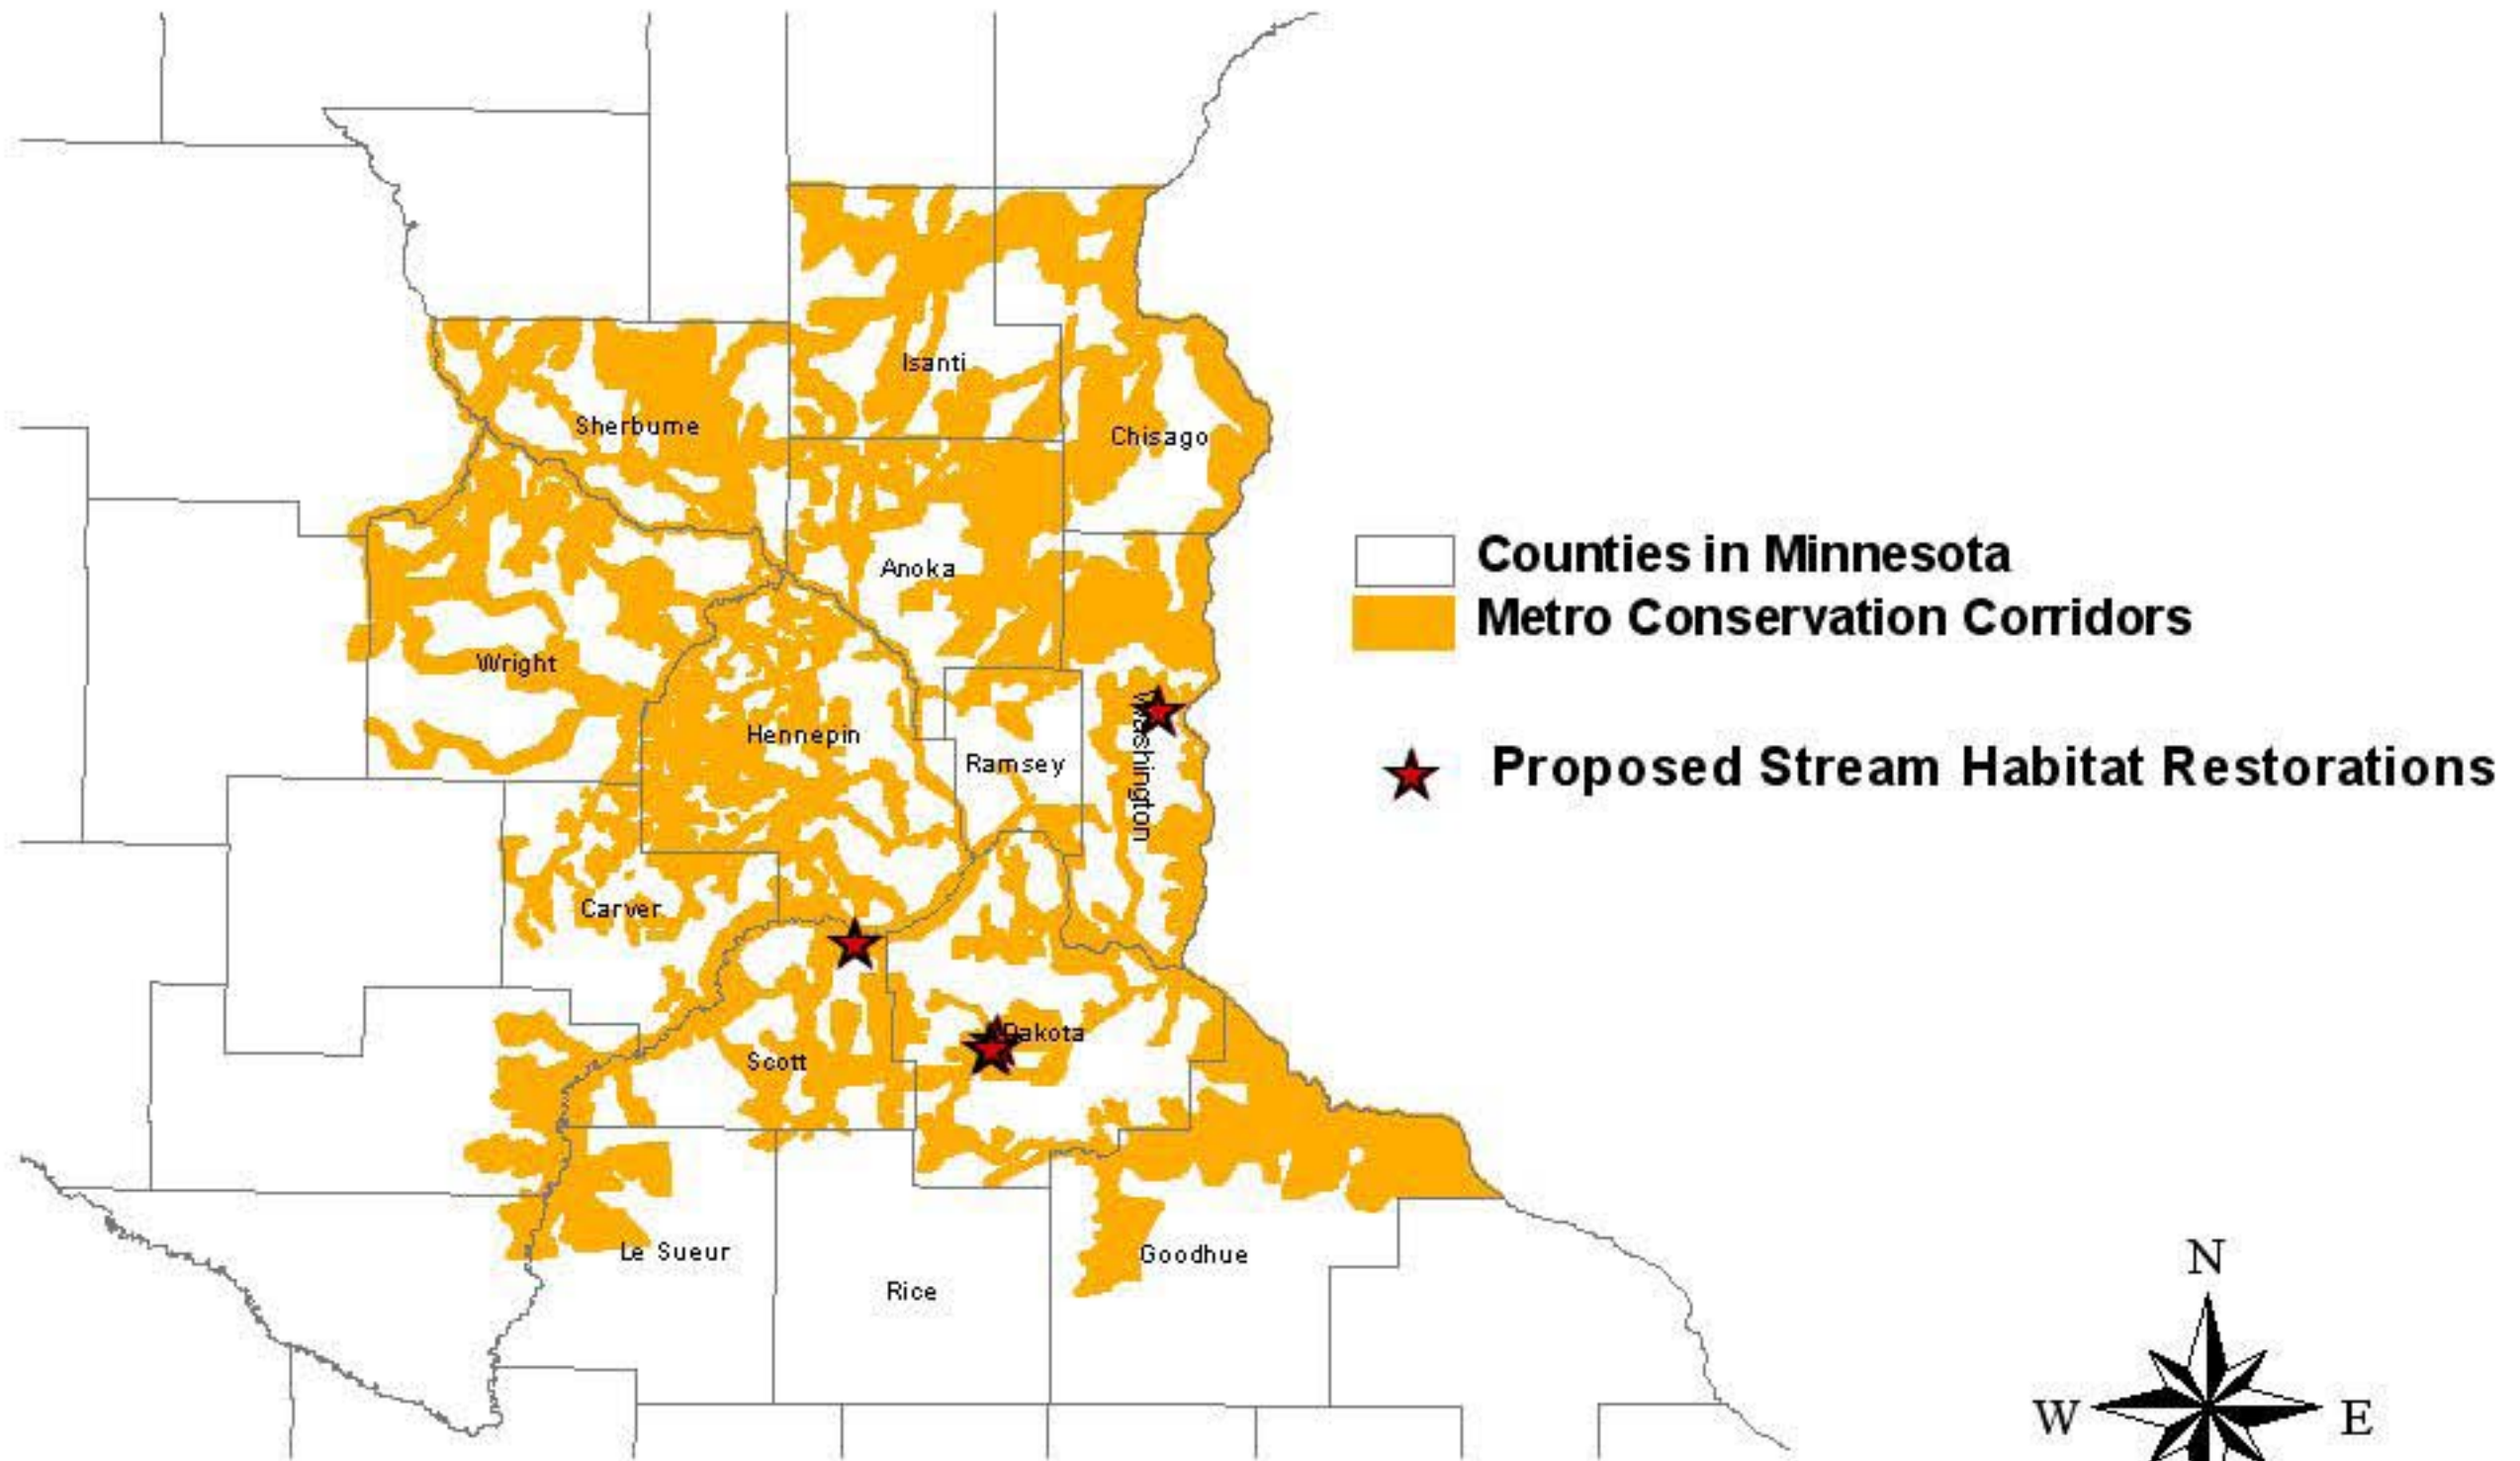 Isanti
Sherburne
Chisago
Counties in Minnesota
Anoka
Metro Conservation Corridors
Wright
Hennepin
Washington
Ramsey
Proposed Stream Habitat Restorations
Carver
Dakota
Scott
Le Sueur
Goodhue
Rice
N
W
E